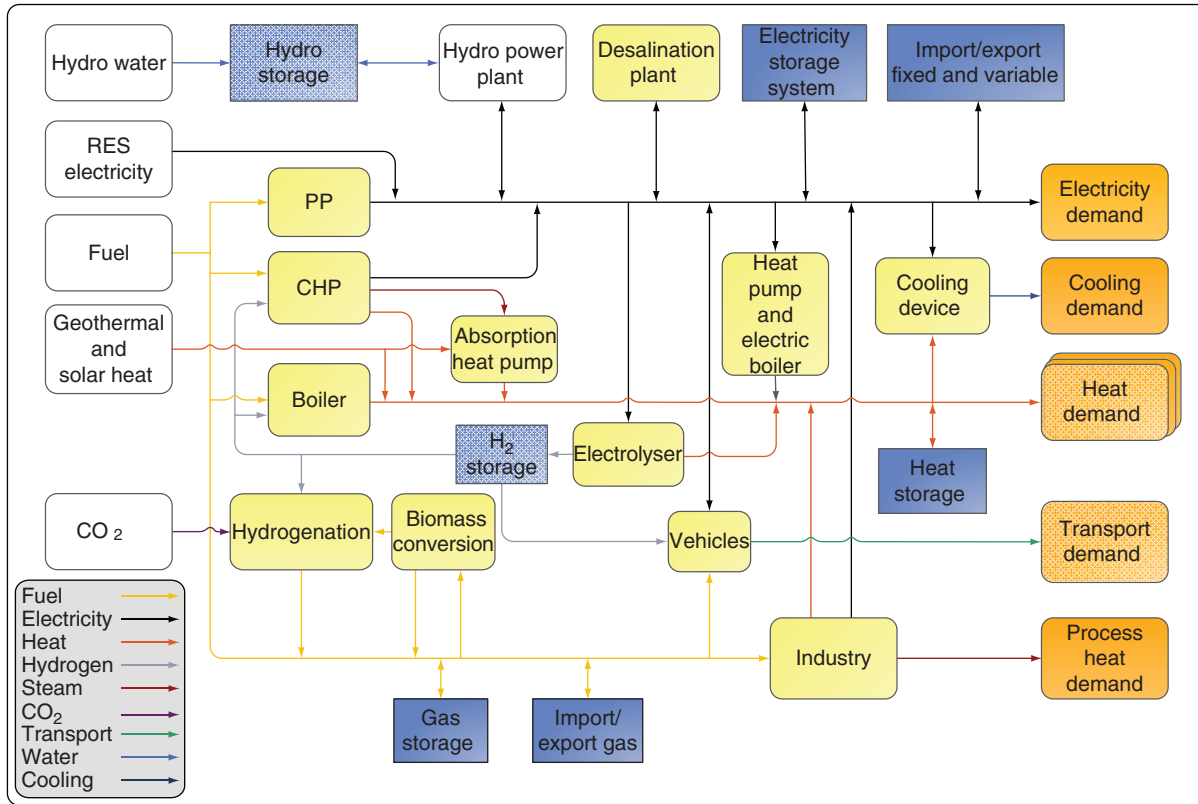 Hydro water
Hydro
storage
Hydro power
plant
Desalination
plant
Electricity
storage
system
Import/export
fixed and variable
RES
electricity
PP
Electricity
demand
Fuel
CHP
Heat
pump
and
electric
boiler
Cooling
device
Cooling
demand
Geothermal
and
solar heat
Absorption
heat pump
Boiler
Heat
demand
H2
storage
Electrolyser
Heat
storage
CO 2
Hydrogenation
Biomass
conversion
Vehicles
Transport
demand
Fuel
Electricity
Heat
Hydrogen
Steam
CO2
Transport
Water
Cooling
Industry
Process
heat
demand
Gas
storage
Import/
export gas